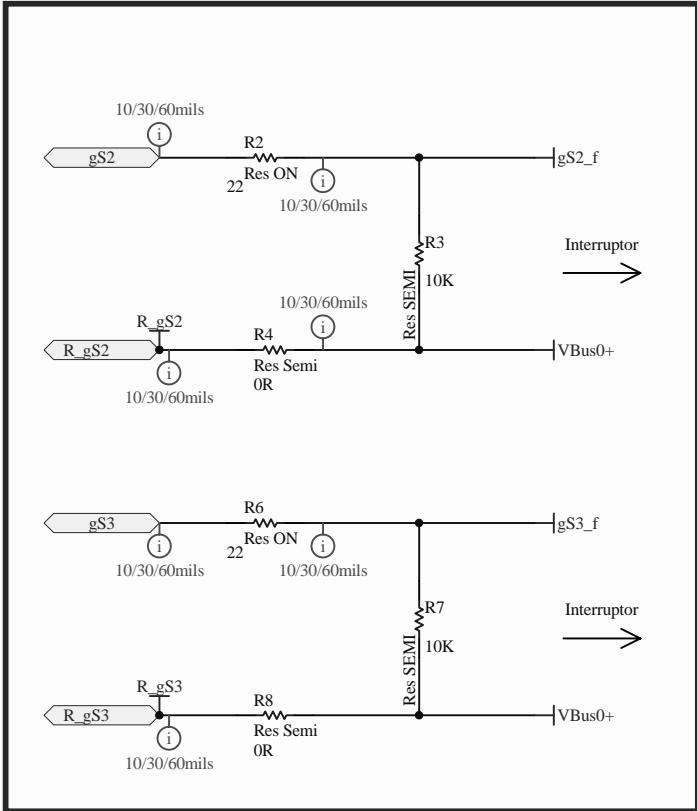 10/30/60mils
i
gS2
R2
Res ON
22
i
10/30/60mils
gS2_f
R3
10K
Res SEMI
Interruptor
10/30/60mils
i
R_gS2
R_gS2
i
10/30/60mils
R4
Res Semi
0R
VBus0+
gS3
i
10/30/60mils
R6
Res ON
22
i
10/30/60mils
gS3_f
R7
10K
Res SEMI
Interruptor
R_gS3
R_gS3
i
10/30/60mils
R8
Res Semi
0R
VBus0+